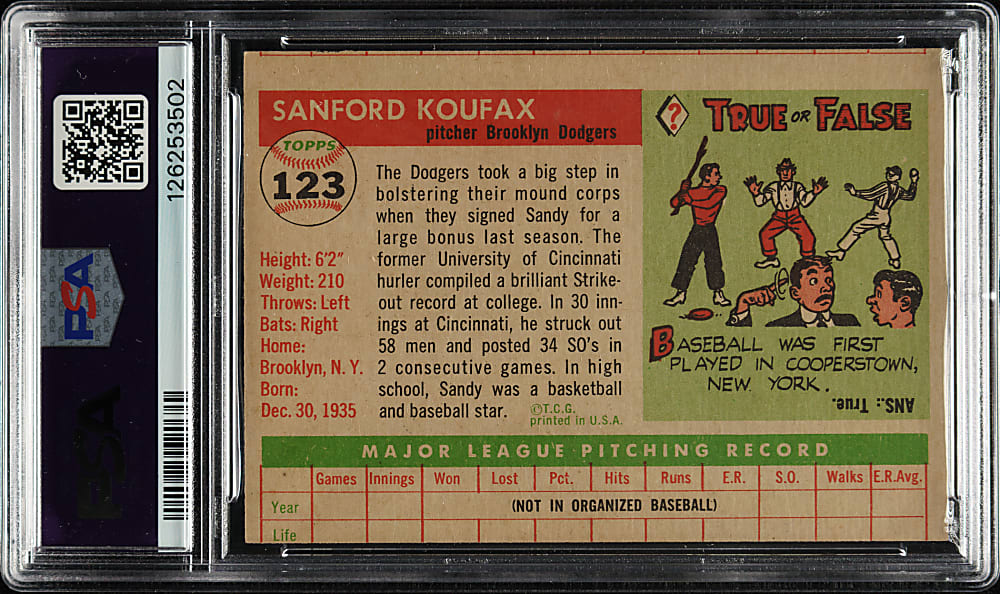 126253502
PSA
PSA
SANFORD KOUFAX
pitcher Brooklyn Dodgers
TOPPS
123
Height: 6'2"
Weight: 210
Throws: Left
Bats: Right
Home:
Brooklyn, N. Y.
Born:
Dec. 30, 1935
The Dodgers took a big step in
bolstering their mound corps
when they signed Sandy for a
large bonus last season. The
former University of Cincinnati
hurler compiled a brilliant Strike-
out record at college. In 30 inn-
ings at Cincinnati, he struck out
58 men and posted 34 SO's in
2 consecutive games. In high
school, Sandy was a basketball
and baseball star.
©T.C.G.
printed in U.S.A.
?
TRUE OR FALSE
BASEBALL WAS FIRST
PLAYED IN COOPERSTOWN,
NEW YORK.
ANS.: True.
MAJOR LEAGUE PITCHING RECORD
Games Innings Won Lost Pct. Hits Runs E.R. S.O. Walks E.R.Avg.
Year (NOT IN ORGANIZED BASEBALL)
Life